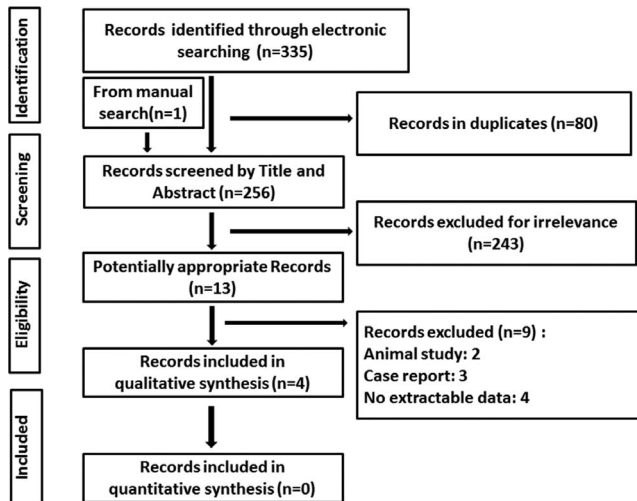 Identification
Records identified through electronic
searching (n=335)
From manual
search(n=1)
Records in duplicates (n=80)
Screening
Records screened by Title and
Abstract (n=256)
Records excluded for irrelevance
(n=243)
Eligibility
Potentially appropriate Records
(n=13)
Records excluded (n=9) :
Animal study: 2
Case report: 3
No extractable data: 4
Records included in
qualitative synthesis (n=4)
Included
Records included in
quantitative synthesis (n=0)